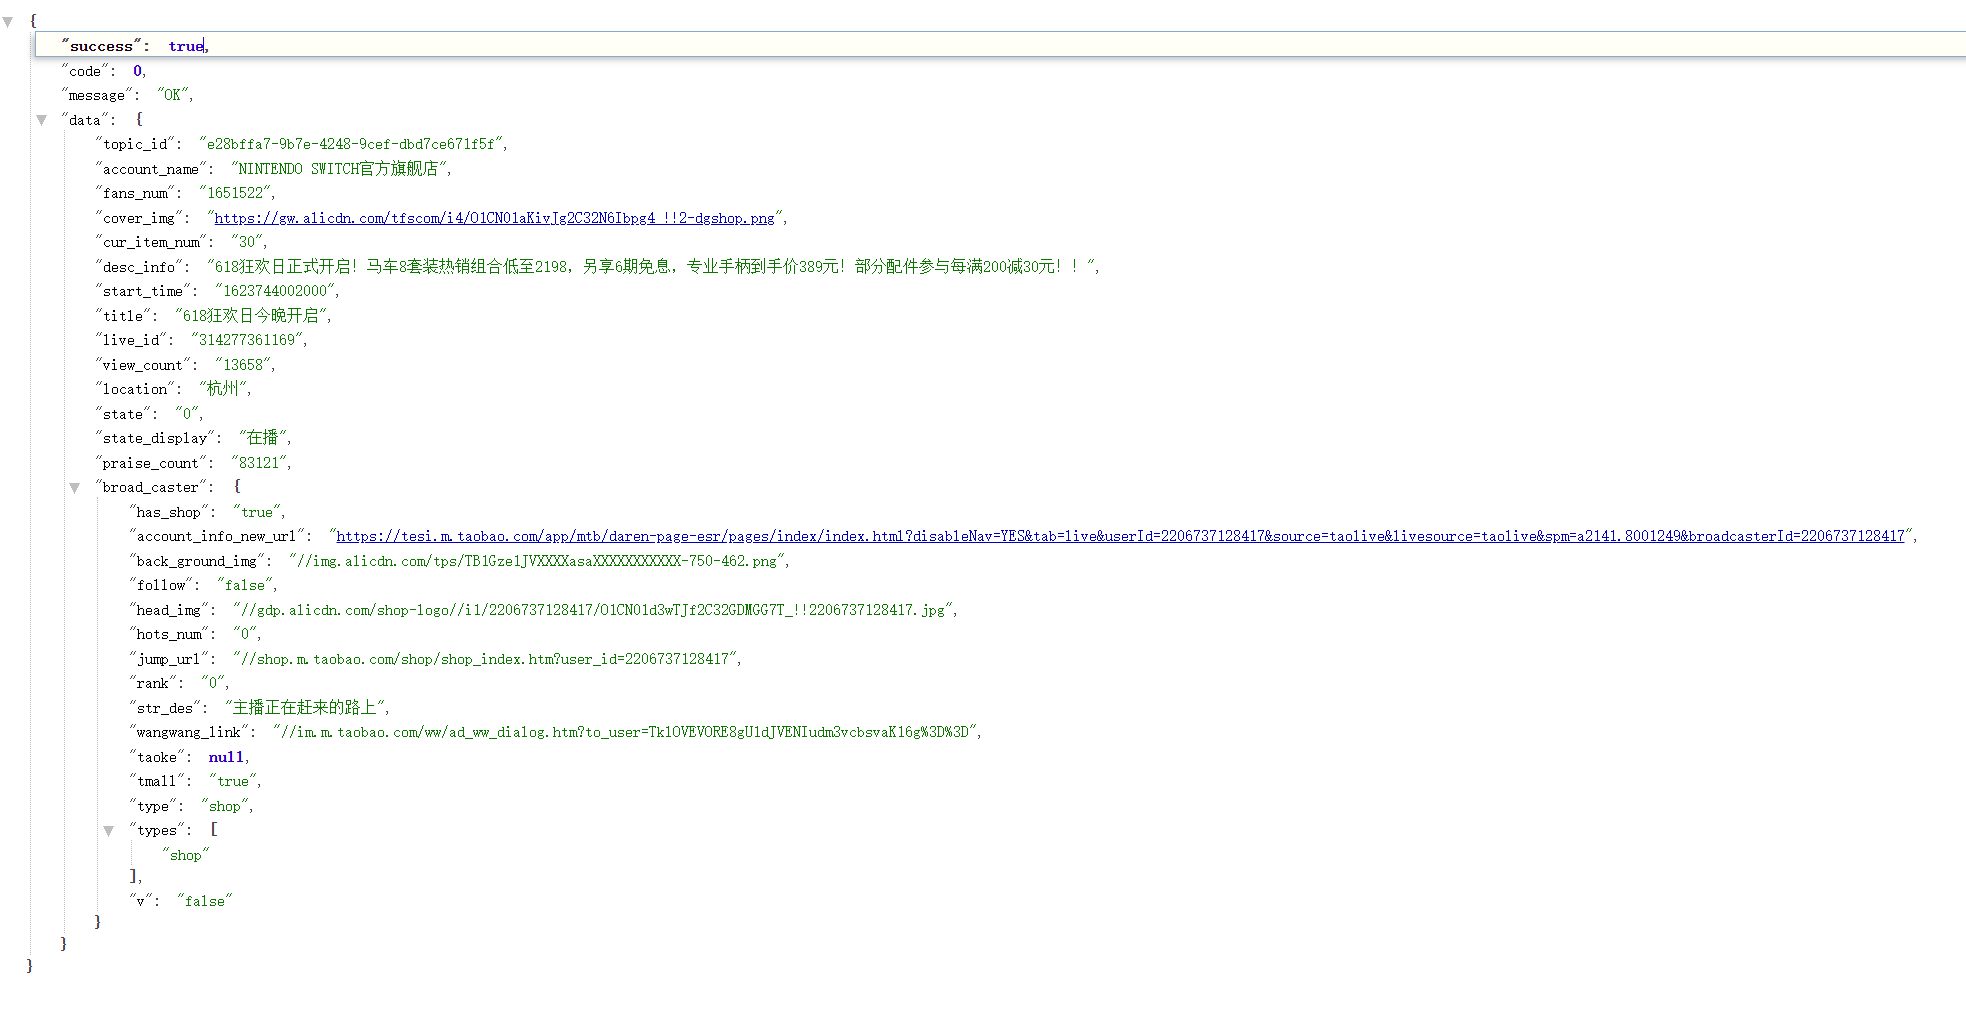 {
"success": true,
"code": 0,
"message": "OK",
"data": {
"topic_id": "e28bffa7-9b7e-4248-9cef-dbd7ce671f5f",
"account_name": "NINTENDO SWITCH官方旗舰店",
"fans_num": "1651522",
"cover_img": "https://gw.alicdn.com/tfscom/i4/O1CN01aKivJg2C32N6Ibpg4_!!2-dgshop.png",
"cur_item_num": "30",
"desc_info": "618狂欢日正式开启！马车8套装热销组合低至2198，另享6期免息，专业手柄到手价389元！部分配件参与每满200减30元！！",
"start_time": "1623744002000",
"title": "618狂欢日今晚开启",
"live_id": "314277361169",
"view_count": "13658",
"location": "杭州",
"state": "0",
"state_display": "在播",
"praise_count": "83121",
"broad_caster": {
"has_shop": "true",
"account_info_new_url": "https://tesi.m.taobao.com/app/mtb/daren-page-esr/pages/index/index.html?disableNav=YES&tab=live&userId=2206737128417&source=taolive&livesource=taolive&spm=a2141.8001249&broadcasterId=2206737128417",
"back_ground_img": "//img.alicdn.com/tps/TB1Gze1JVXXXXasaXXXXXXXXXXX-750-462.png",
"follow": "false",
"head_img": "//gdp.alicdn.com/shop-logo//i1/2206737128417/O1CN01d3wTJf2C32GDMGG7T_!!2206737128417.jpg",
"hots_num": "0",
"jump_url": "//shop.m.taobao.com/shop/shop_index.htm?user_id=2206737128417",
"rank": "0",
"str_des": "主播正在赶来的路上",
"wangwang_link": "//im.m.taobao.com/ww/ad_ww_dialog.htm?to_user=Tk1OVEVORE8gU1dJVENIudm3vcbsvaK16g%3D%3D",
"taoke": null,
"tmall": "true",
"type": "shop",
"types": [
"shop"
],
"v": "false"
}
}
}